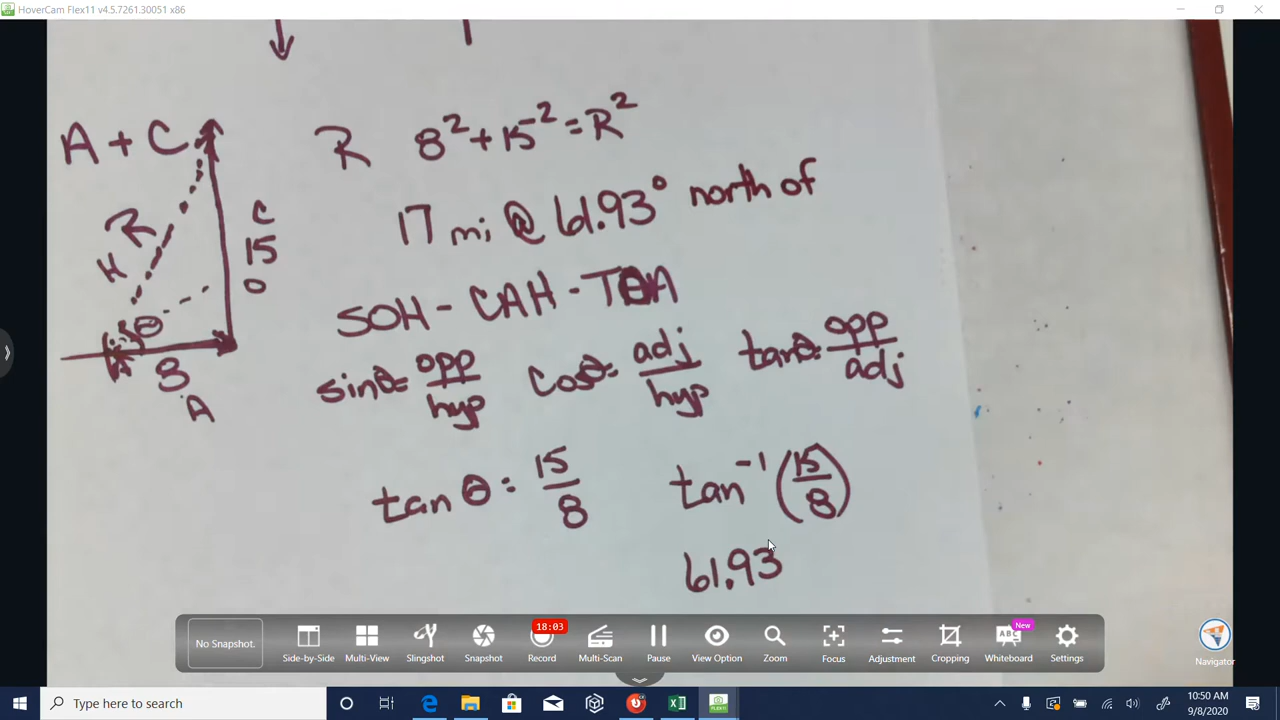 HoverCam Flex11 v4.5.7261.30051 x86
A + C
R 8² + 15² = R²
17 mi @ 61.93° north of
R
H
C
15
O
θ
A
8
A
SOH - CAH - TOA
sinθ = opp/hyp cosθ = adj/hyp tanθ = opp/adj
tan θ = 15/8 tan⁻¹ (15/8)
61.93
No Snapshot.
Side-by-Side
Multi-View
Slingshot
Snapshot
18:03
Record
Multi-Scan
Pause
View Option
Zoom
Focus
Adjustment
Cropping
New
ABC
Whiteboard
Settings
Navigator
Type here to search
FLEX11
10:50 AM
9/8/2020